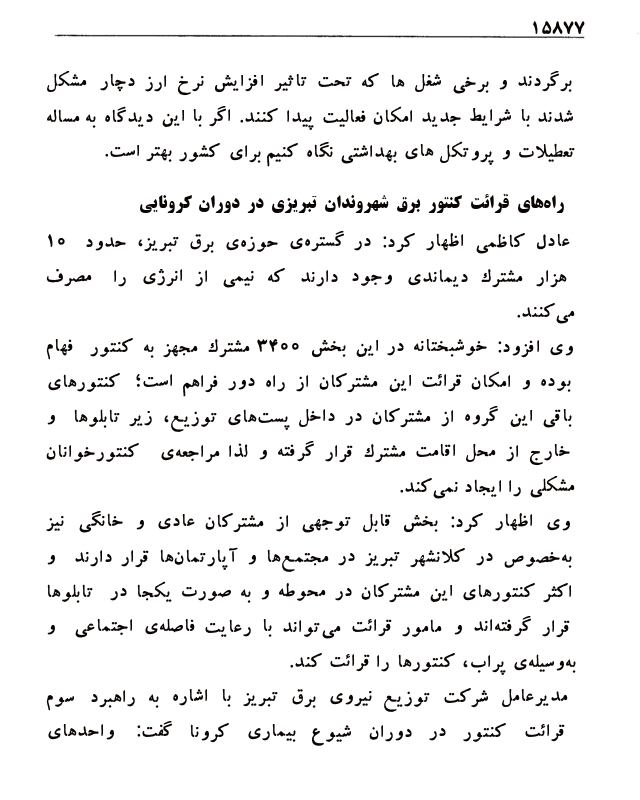 ۱۵۸۷۷
برگردند و برخی شغل ها که تحت تاثیر افزایش نرخ ارز دچار مشکل
شدند با شرایط جدید امکان فعالیت پیدا کنند. اگر با این دیدگاه به مساله
تعطیلات و پروتکل های بهداشتی نگاه کنیم برای کشور بهتر است.
راه‌های قرائت کنتور برق شهروندان تبریزی در دوران کرونایی
عادل کاظمی اظهار کرد: در گستره‌ی حوزه‌ی برق تبریز، حدود ۱۰
هزار مشترك دیماندی وجود دارند که نیمی از انرژی را مصرف
می‌کنند.
وی افزود: خوشبختانه در این بخش ۳۴۰۰ مشترك مجهز به کنتور فهام
بوده و امکان قرائت این مشترکان از راه دور فراهم است؛ کنتورهای
باقی این گروه از مشترکان در داخل پست‌های توزیع، زیر تابلوها و
خارج از محل اقامت مشترك قرار گرفته و لذا مراجعه‌ی کنتورخوانان
مشکلی را ایجاد نمی‌کند.
وی اظهار کرد: بخش قابل توجهی از مشترکان عادی و خانگی نیز
به‌خصوص در کلانشهر تبریز در مجتمع‌ها و آپارتمان‌ها قرار دارند و
اکثر کنتورهای این مشترکان در محوطه و به صورت یکجا در تابلوها
قرار گرفته‌اند و مامور قرائت می‌تواند با رعایت فاصله‌ی اجتماعی و
به‌وسیله‌ی پراب، کنتورها را قرائت کند.
مدیرعامل شرکت توزیع نیروی برق تبریز با اشاره به راهبرد سوم
قرائت کنتور در دوران شیوع بیماری کرونا گفت: واحدهای